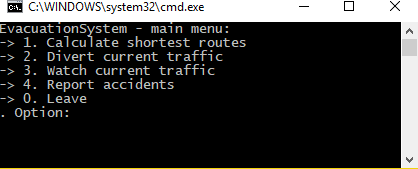 C:\WINDOWS\system32\cmd.exe
EvacuationSystem - main menu:
-> 1. Calculate shortest routes
-> 2. Divert current traffic
-> 3. Watch current traffic
-> 4. Report accidents
-> 0. Leave
. Option: